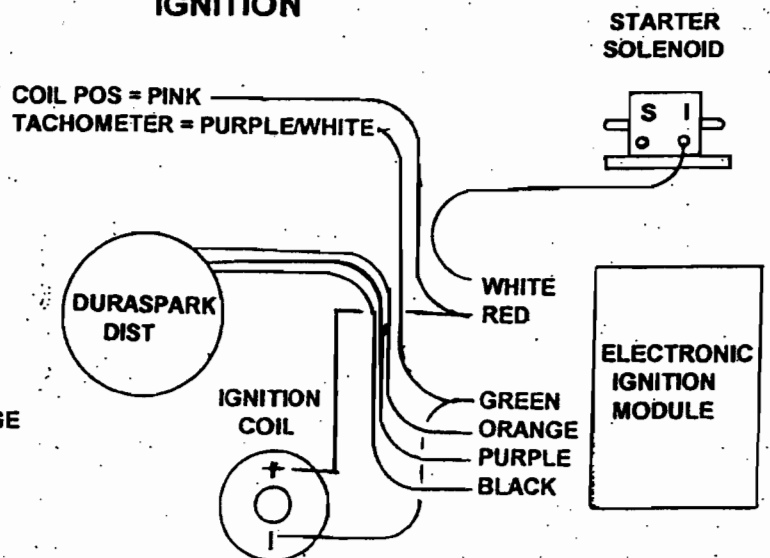 IGNITION
STARTER
SOLENOID
COIL POS = PINK
TACHOMETER = PURPLE/WHITE
S I
DURASPARK
DIST
WHITE
RED
ELECTRONIC
IGNITION
MODULE
IGNITION
COIL
GREEN
ORANGE
PURPLE
BLACK
+